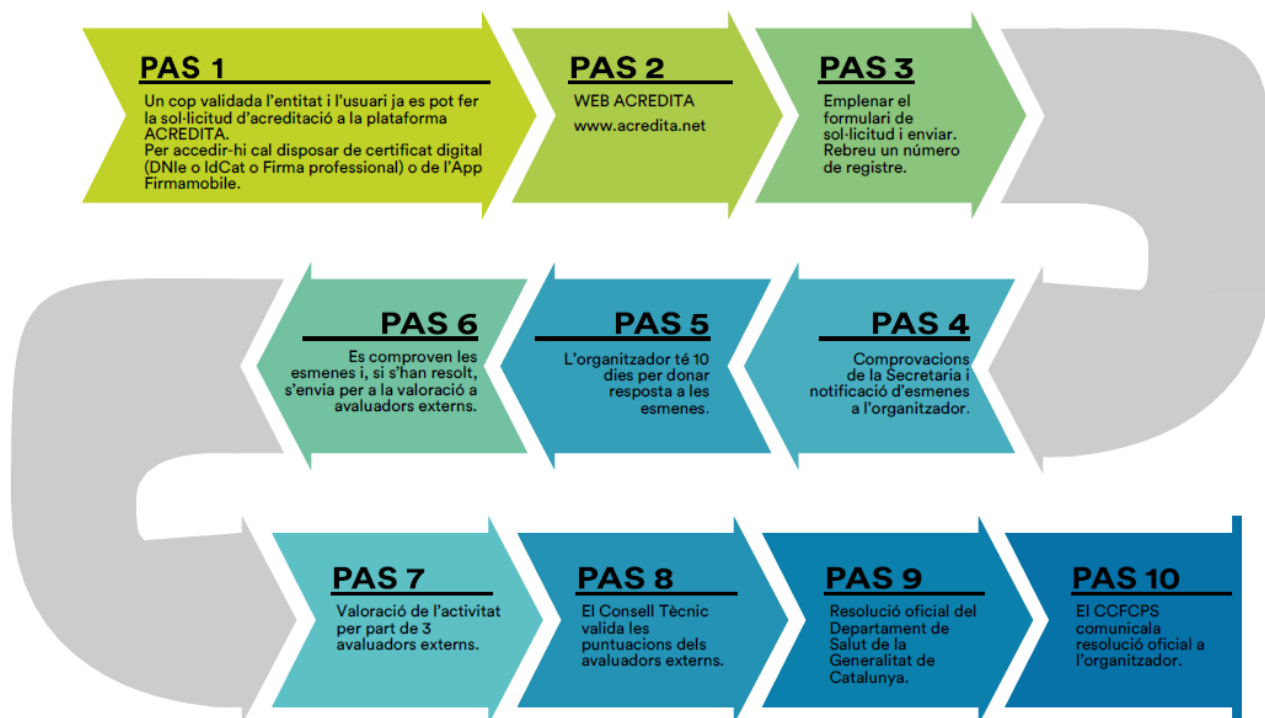 PAS 1
Un cop validada l'entitat i l'usuari ja es pot fer
la sol·licitud d'acreditació a la plataforma
ACREDITA.
Per accedir-hi cal disposar de certificat digital
(DNIe o IdCat o Firma professional) o de l'App
Firmamobile.
PAS 2
WEB ACREDITA
www.acredita.net
PAS 3
Emplenar el
formulari de
sol·licitud i enviar.
Rebreu un número
de registre.
PAS 4
Comprovacions
de la Secretaria i
notificació d'esmenes
a l'organitzador.
PAS 5
L'organitzador té 10
dies per donar
resposta a les
esmenes.
PAS 6
Es comproven les
esmenes i, si s'han resolt,
s'envia per a la valoració a
avaluadors externs.
PAS 7
Valoració de l'activitat
per part de 3
avaluadors externs.
PAS 8
El Consell Tècnic
valida les
puntuacions dels
avaluadors externs.
PAS 9
Resolució oficial del
Departament de
Salut de la
Generalitat de
Catalunya.
PAS 10
El CCFCPS
comunicala
resolució oficial a
l'organitzador.